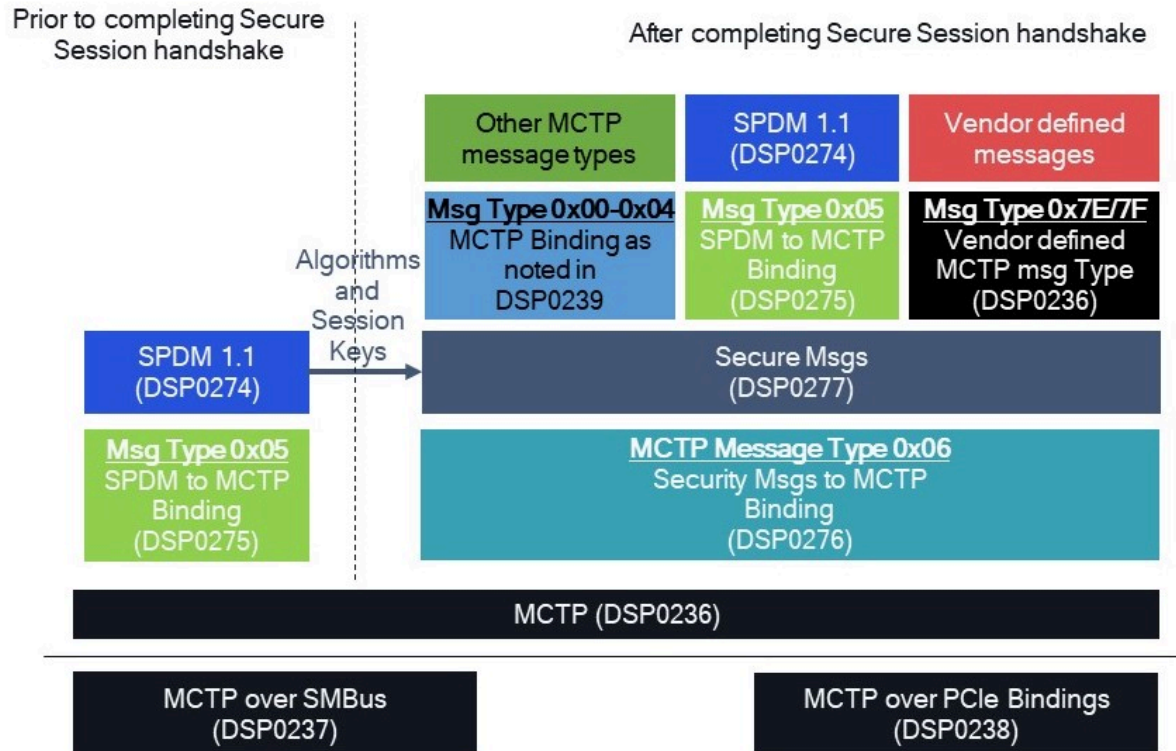 Prior to completing Secure
Session handshake
After completing Secure Session handshake
Other MCTP
message types
SPDM 1.1
(DSP0274)
Vendor defined
messages
Msg Type 0x00-0x04
MCTP Binding as
noted in
DSP0239
Msg Type 0x05
SPDM to MCTP
Binding
(DSP0275)
Msg Type 0x7E/7F
Vendor defined
MCTP msg Type
(DSP0236)
Algorithms
and
Session
Keys
SPDM 1.1
(DSP0274)
Secure Msgs
(DSP0277)
Msg Type 0x05
SPDM to MCTP
Binding
(DSP0275)
MCTP Message Type 0x06
Security Msgs to MCTP
Binding
(DSP0276)
MCTP (DSP0236)
MCTP over SMBus
(DSP0237)
MCTP over PCIe Bindings
(DSP0238)